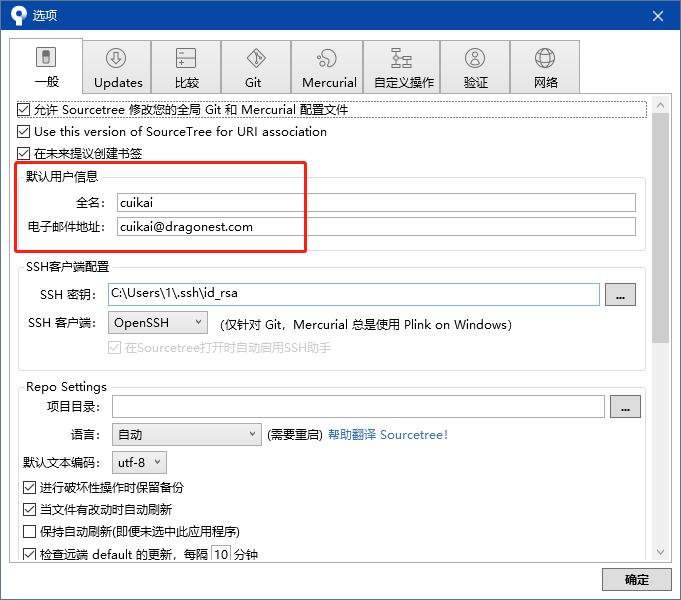 选项
一般 Updates 比较 Git Mercurial 自定义操作 验证 网络
允许 Sourcetree 修改您的全局 Git 和 Mercurial 配置文件
Use this version of SourceTree for URI association
在未来提议创建书签
默认用户信息
全名: cuikai
电子邮件地址: cuikai@dragonest.com
SSH客户端配置
SSH 密钥: C:\Users\1\.ssh\id_rsa ...
SSH 客户端: OpenSSH (仅针对 Git，Mercurial 总是使用 Plink on Windows)
在Sourcetree打开时自动启用SSH助手
Repo Settings
项目目录: ...
语言: 自动 (需要重启) 帮助翻译 Sourcetree!
默认文本编码: utf-8
进行破坏性操作时保留备份
当文件有改动时自动刷新
保持自动刷新(即便未选中此应用程序)
检查远端 default 的更新，每隔 10 分钟
确定